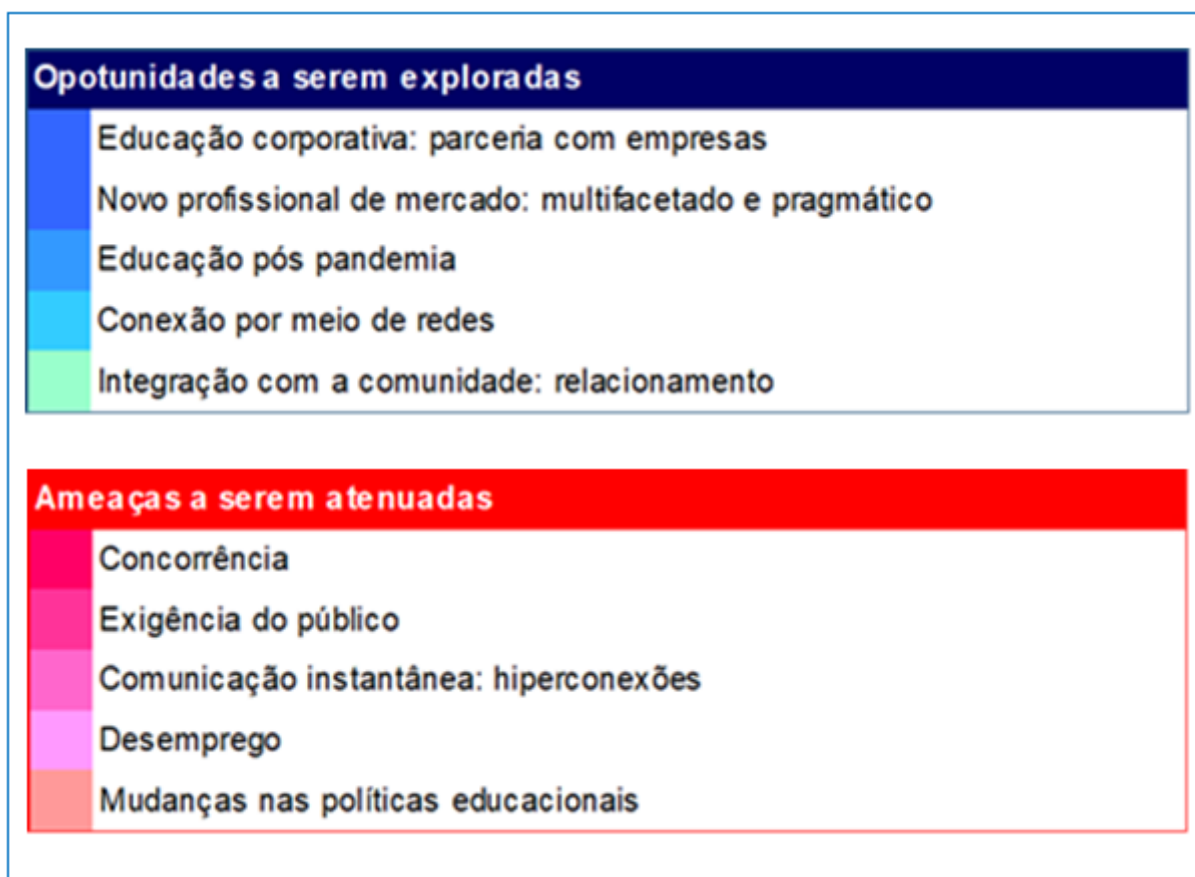 Opotunidades a serem exploradas
Educação corporativa: parceria com empresas
Novo profissional de mercado: multifacetado e pragmático
Educação pós pandemia
Conexão por meio de redes
Integração com a comunidade: relacionamento
Ameaças a serem atenuadas
Concorrência
Exigência do público
Comunicação instantânea: hiperconexões
Desemprego
Mudanças nas políticas educacionais